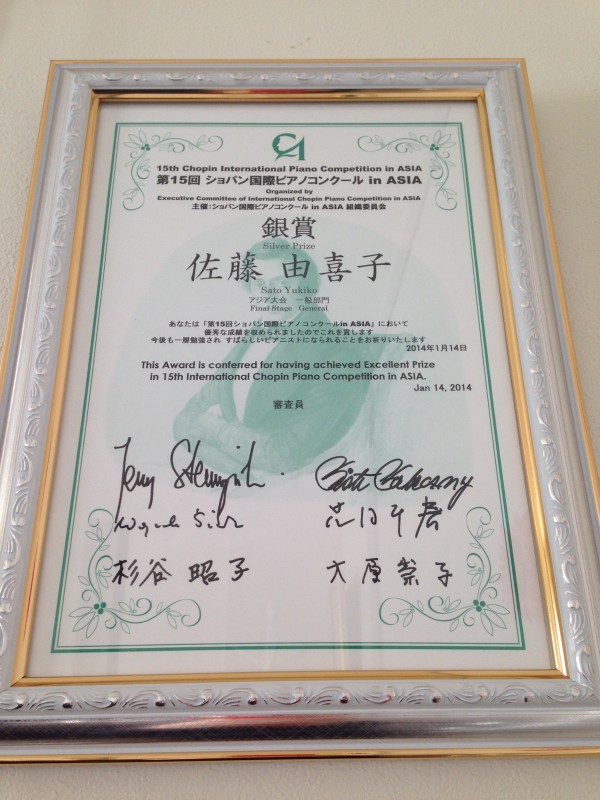 15th Chopin International Piano Competition in ASIA
第15回 ショパン国際ピアノコンクール in ASIA
Organized by
Executive Committee of International Chopin Piano Competition in ASIA
主催:ショパン国際ピアノコンクール in ASIA 組織委員会
銀賞
Silver Prize
佐藤 由喜子
Sato Yukiko
アジア大会 一般部門
Final Stage General
あなたは「第15回ショパン国際ピアノコンクールin ASIA」において
優秀な成績を収められましたのでこれを賞します
今後も一層勉強され すばらしいピアニストになられることをお祈りいたします
2014年1月14日
This Award is conferred for having achieved Excellent Prize
in 15th International Chopin Piano Competition in ASIA.
Jan 14, 2014
審査員
杉谷 昭子 大原 崇子